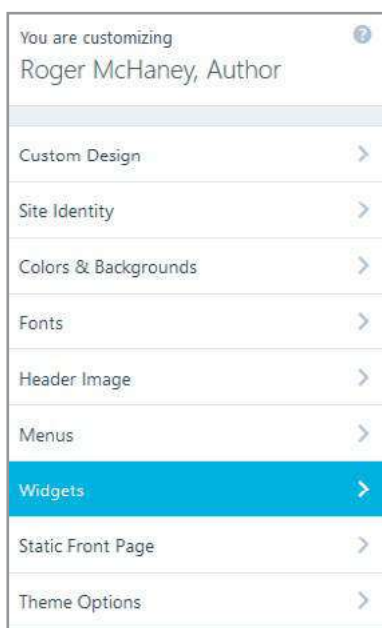 You are customizing
Roger McHaney, Author
Custom Design
Site Identity
Colors & Backgrounds
Fonts
Header Image
Menus
Widgets
Static Front Page
Theme Options